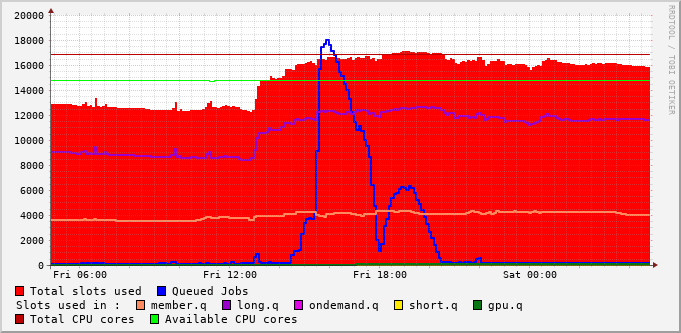 RRDTOOL / TOBI OETIKER
20000
18000
16000
14000
12000
10000
8000
6000
4000
2000
0
Fri 06:00 Fri 12:00 Fri 18:00 Sat 00:00
Total slots used Queued Jobs
Slots used in : member.q long.q ondemand.q short.q gpu.q
Total CPU cores Available CPU cores